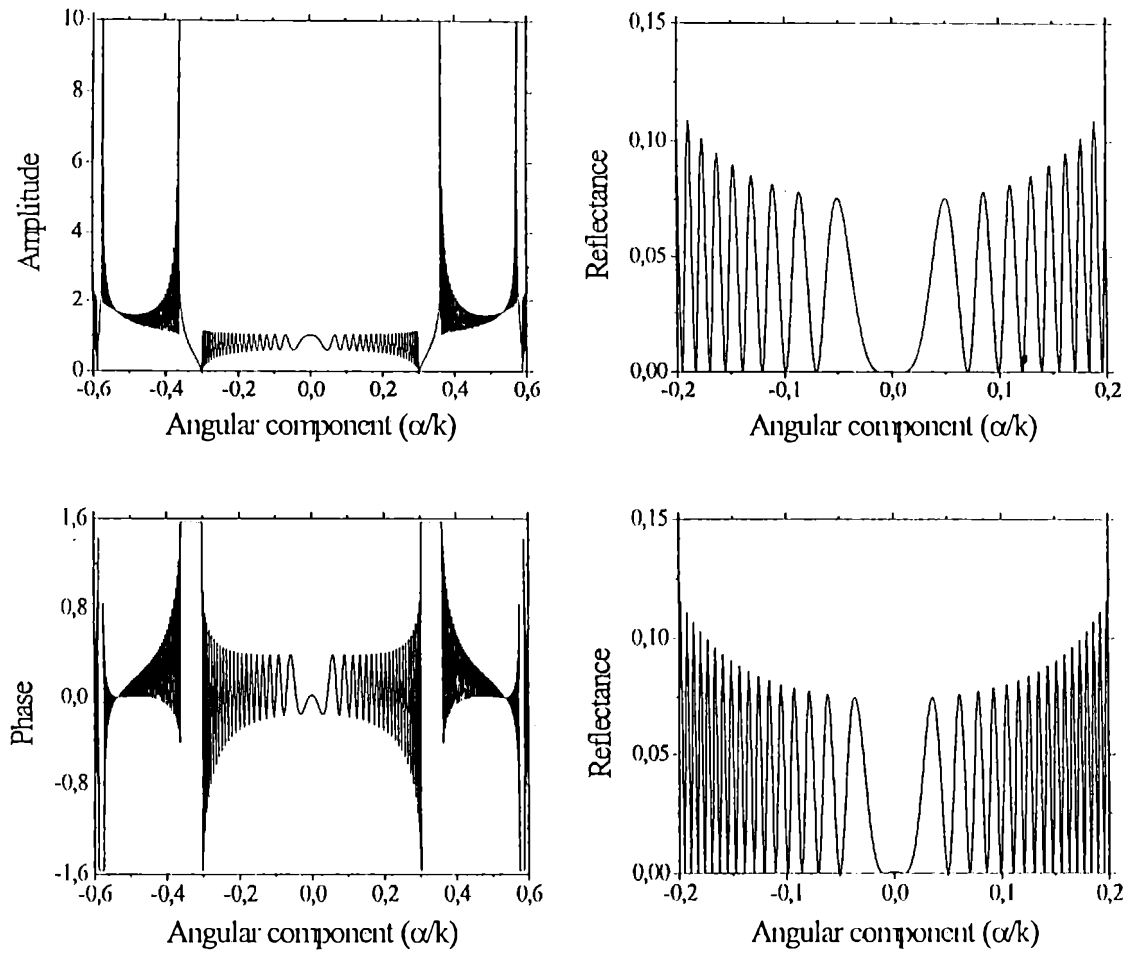 Amplitude
10
8
6
4
2
0
-0,6 -0,4 -0,2 0,0 0,2 0,4 0,6
Angular component (α/k)
Reflectance
0,15
0,10
0,05
0,00
-0,2 -0,1 0,0 0,1 0,2
Angular component (α/k)
Phase
1,6
0,8
0,0
-0,8
-1,6
-0,6 -0,4 -0,2 0,0 0,2 0,4 0,6
Angular component (α/k)
Reflectance
0,15
0,10
0,05
0,00
-0,2 -0,1 0,0 0,1 0,2
Angular component (α/k)